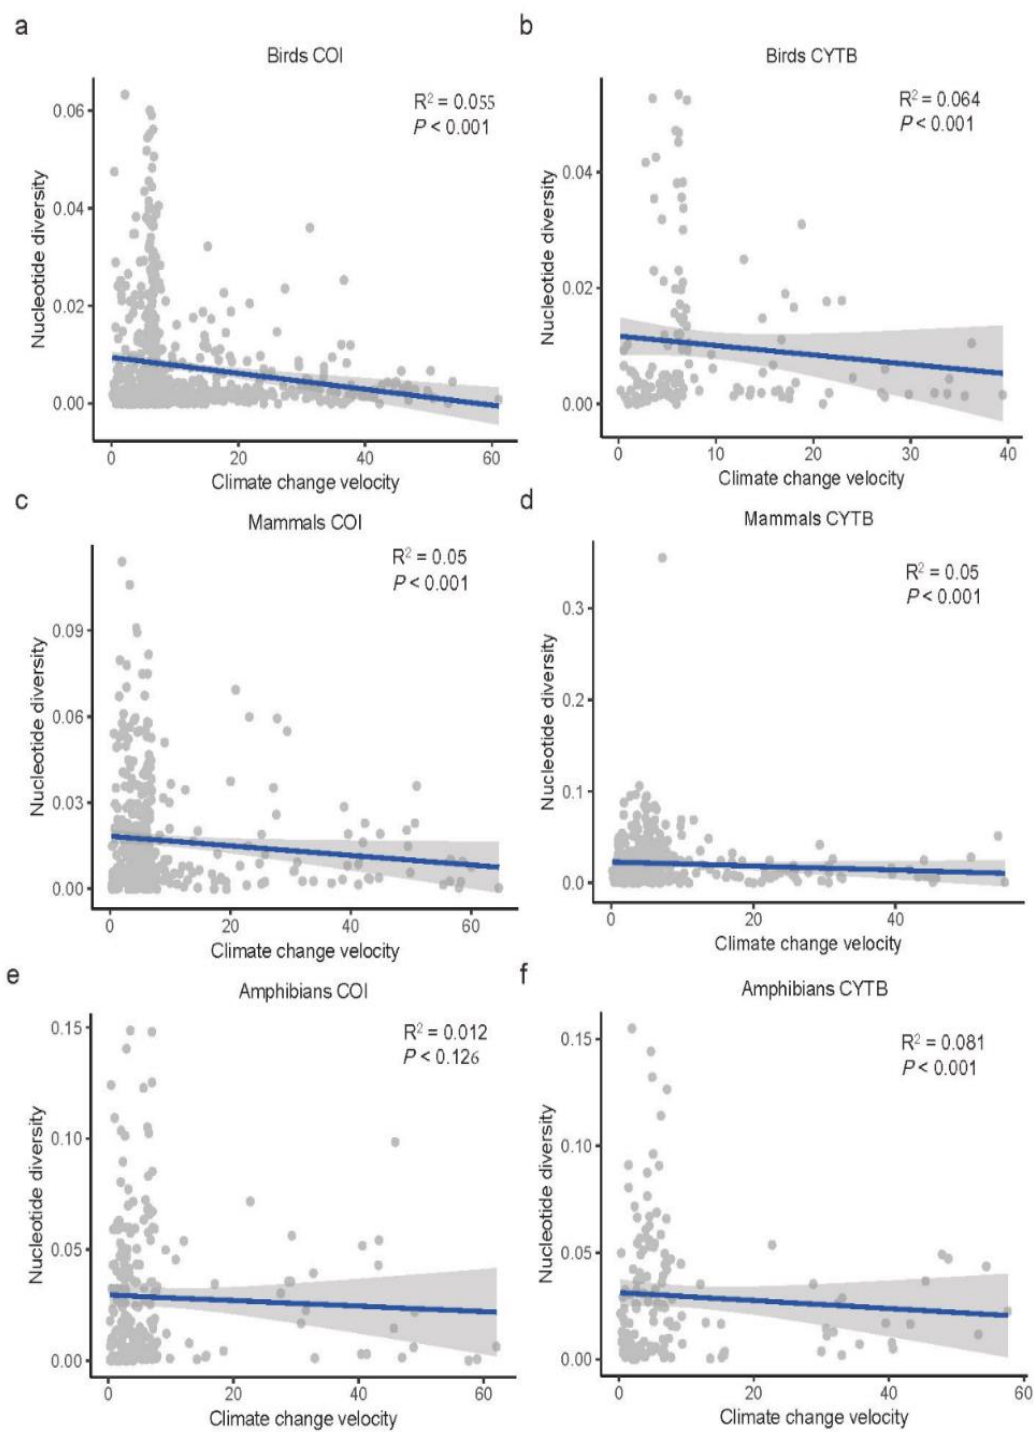 a
Birds COI
R² = 0.055
P < 0.001
Nucleotide diversity
0.06
0.04
0.02
0.00
0 20 40 60
Climate change velocity
b
Birds CYTB
R² = 0.064
P < 0.001
Nucleotide diversity
0.04
0.02
0.00
0 10 20 30 40
Climate change velocity
c
Mammals COI
R² = 0.05
P < 0.001
Nucleotide diversity
0.09
0.06
0.03
0.00
0 20 40 60
Climate change velocity
d
Mammals CYTB
R² = 0.05
P < 0.001
Nucleotide diversity
0.3
0.2
0.1
0.0
0 20 40
Climate change velocity
e
Amphibians COI
R² = 0.012
P < 0.126
Nucleotide diversity
0.15
0.10
0.05
0.00
0 20 40 60
Climate change velocity
f
Amphibians CYTB
R² = 0.081
P < 0.001
Nucleotide diversity
0.15
0.10
0.05
0.00
0 20 40 60
Climate change velocity